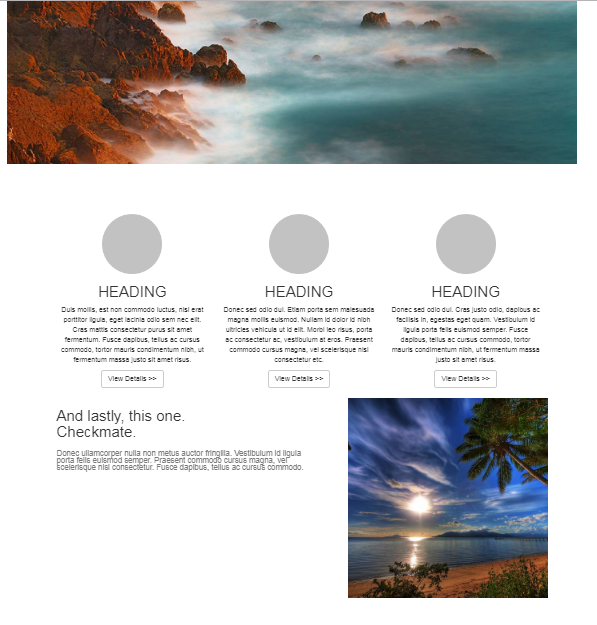 HEADING
Duis mollis, est non commodo luctus, nisi erat
porttitor ligula, eget lacinia odio sem nec elit.
Cras mattis consectetur purus sit amet
fermentum. Fusce dapibus, tellus ac cursus
commodo, tortor mauris condimentum nibh, ut
fermentum massa justo sit amet risus.
View Details >>
HEADING
Donec sed odio dui. Etiam porta sem malesuada
magna mollis euismod. Nullam id dolor id nibh
ultricies vehicula ut id elit. Morbi leo risus, porta
ac consectetur ac, vestibulum at eros. Praesent
commodo cursus magna, vel scelerisque nisl
consectetur etc.
View Details >>
HEADING
Donec sed odio dui. Cras justo odio, dapibus ac
facilisis in, egestas eget quam. Vestibulum id
ligula porta felis euismod semper. Fusce
dapibus, tellus ac cursus commodo, tortor
mauris condimentum nibh, ut fermentum massa
justo sit amet risus.
View Details >>
And lastly, this one.
Checkmate.
Donec ullamcorper nulla non metus auctor fringilla. Vestibulum id ligula
porta felis euismod semper. Praesent commodo cursus magna, vel
scelerisque nisl consectetur. Fusce dapibus, tellus ac cursus commodo.